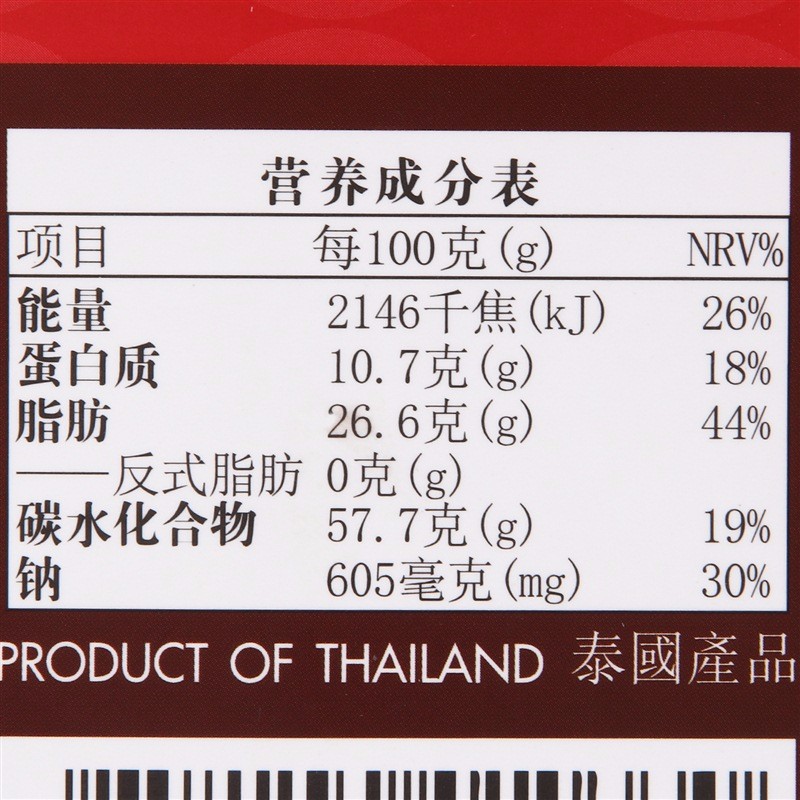 营养成分表
项目 每100克(g) NRV%
能量 2146千焦(kJ) 26%
蛋白质 10.7克(g) 18%
脂肪 26.6克(g) 44%
——反式脂肪 0克(g)
碳水化合物 57.7克(g) 19%
钠 605毫克(mg) 30%
PRODUCT OF THAILAND 泰國產品